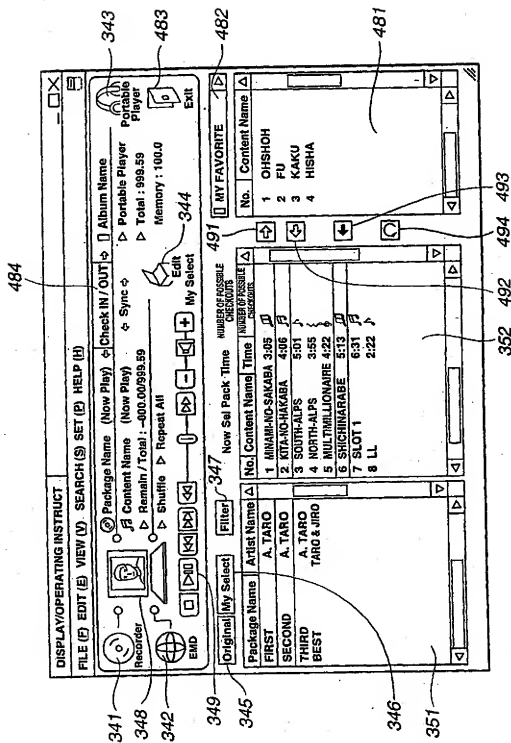 DISPLAY/OPERATING INSTRUCT
FILE (F) EDIT (E) VIEW (V) SEARCH (S) SET (P) HELP (H)
341
348
342
349
345
346
351
347
484
344
343
483
482
481
491
492
493
494
352
Recorder
EMD
Package Name (Now Play)
Content Name (Now Play)
Remain / Total : -000.00/999.59
Shuffle
Repeat All
Check IN / OUT
Sync
Album Name
Portable Player
Total : 999.59
Memory : 100.0
Edit
My Select
Portable
Player
Exit
Original
My Select
Filter
Now Sel Pack Time
NUMBER OF POSSIBLE
CHECKOUTS
MY FAVORITE
Package Name Artist Name
FIRST A. TARO
SECOND A. TARO
THIRD A. TARO
BEST TARO & JIRO
No. Content Name Time NUMBER OF POSSIBLE CHECKOUTS
1 MINAMI-NO-SAKABA 3:05
2 KITA-NO-HAKABA 4:06
3 SOUTH-ALPS 5:01
4 NORTH-ALPS 3:55
5 MULTIMILLIONAIRE 4:22
6 SHICHINARABE 5:13
7 SLOT 1 6:31
8 LL 2:22
No. Content Name
1 OHSHOH
2 FU
3 KAKU
4 HISHA